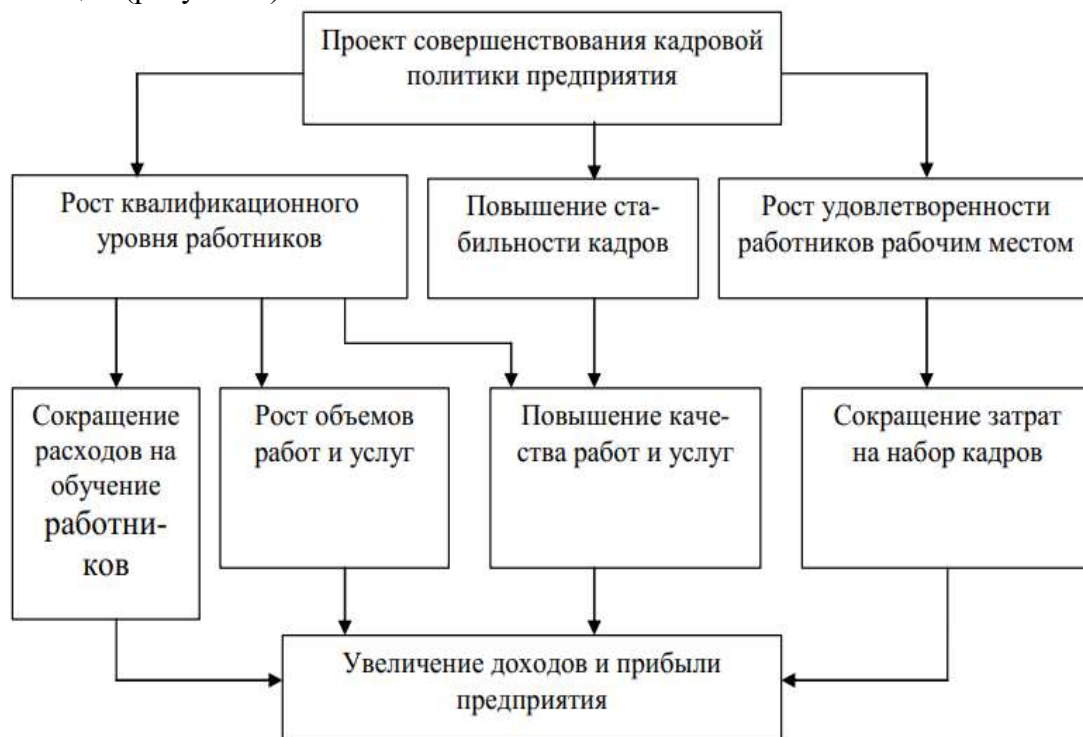 Проект совершенствования кадровой
политики предприятия
Рост квалификационного
уровня работников
Повышение ста-
бильности кадров
Рост удовлетворенности
работников рабочим местом
Сокращение
расходов на
обучение
работни-
ков
Рост объемов
работ и услуг
Повышение каче-
ства работ и услуг
Сокращение затрат
на набор кадров
Увеличение доходов и прибыли
предприятия